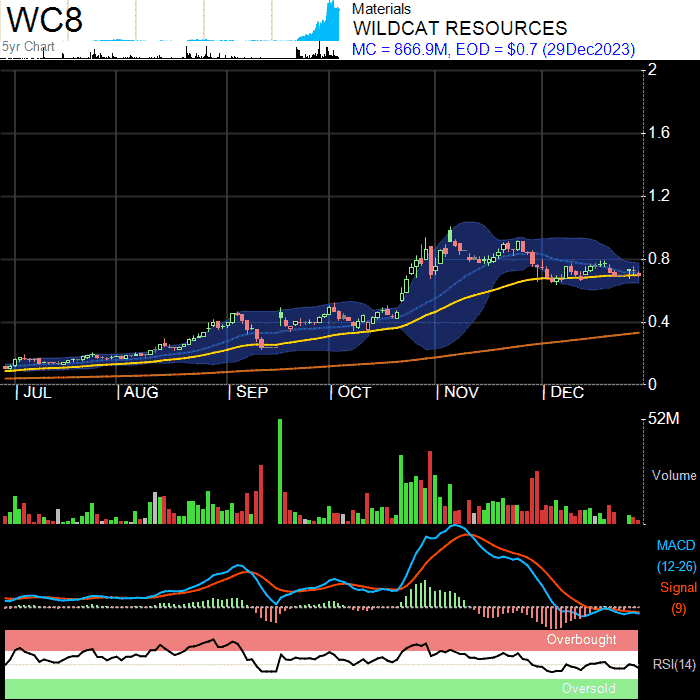 WC8
5yr Chart
Materials
WILDCAT RESOURCES
MC = 866.9M, EOD = $0.7 (29Dec2023)
2
1.6
1.2
0.8
0.4
0
JUL AUG SEP OCT NOV DEC
52M
Volume
MACD
(12-26)
Signal
(9)
Overbought
RSI(14)
Oversold